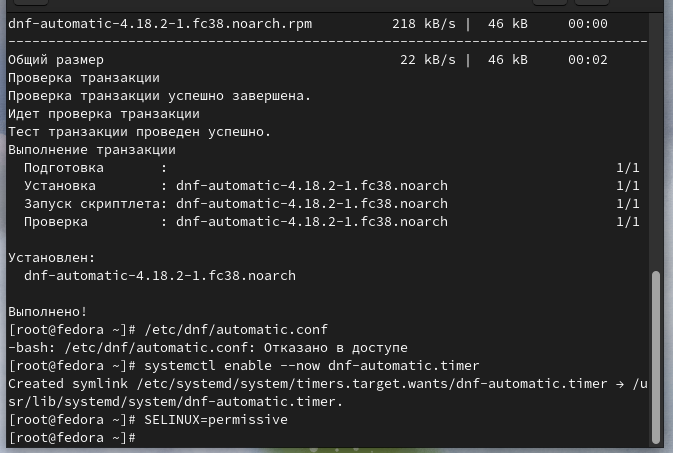 dnf-automatic-4.18.2-1.fc38.noarch.rpm 218 kB/s | 46 kB 00:00
--------------------------------------------------------------------------------
Общий размер 22 kB/s | 46 kB 00:02
Проверка транзакции
Проверка транзакции успешно завершена.
Идет проверка транзакции
Тест транзакции проведен успешно.
Выполнение транзакции
  Подготовка : 1/1
  Установка : dnf-automatic-4.18.2-1.fc38.noarch 1/1
  Запуск скриптлета: dnf-automatic-4.18.2-1.fc38.noarch 1/1
  Проверка : dnf-automatic-4.18.2-1.fc38.noarch 1/1
Установлен:
  dnf-automatic-4.18.2-1.fc38.noarch
Выполнено!
[root@fedora ~]# /etc/dnf/automatic.conf
-bash: /etc/dnf/automatic.conf: Отказано в доступе
[root@fedora ~]# systemctl enable --now dnf-automatic.timer
Created symlink /etc/systemd/system/timers.target.wants/dnf-automatic.timer → /u
sr/lib/systemd/system/dnf-automatic.timer.
[root@fedora ~]# SELINUX=permissive
[root@fedora ~]#